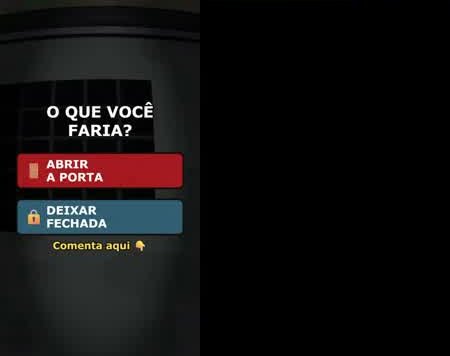 O QUE VOCÊ
FARIA?
ABRIR
A PORTA
DEIXAR
FECHADA
Comenta aqui 👇